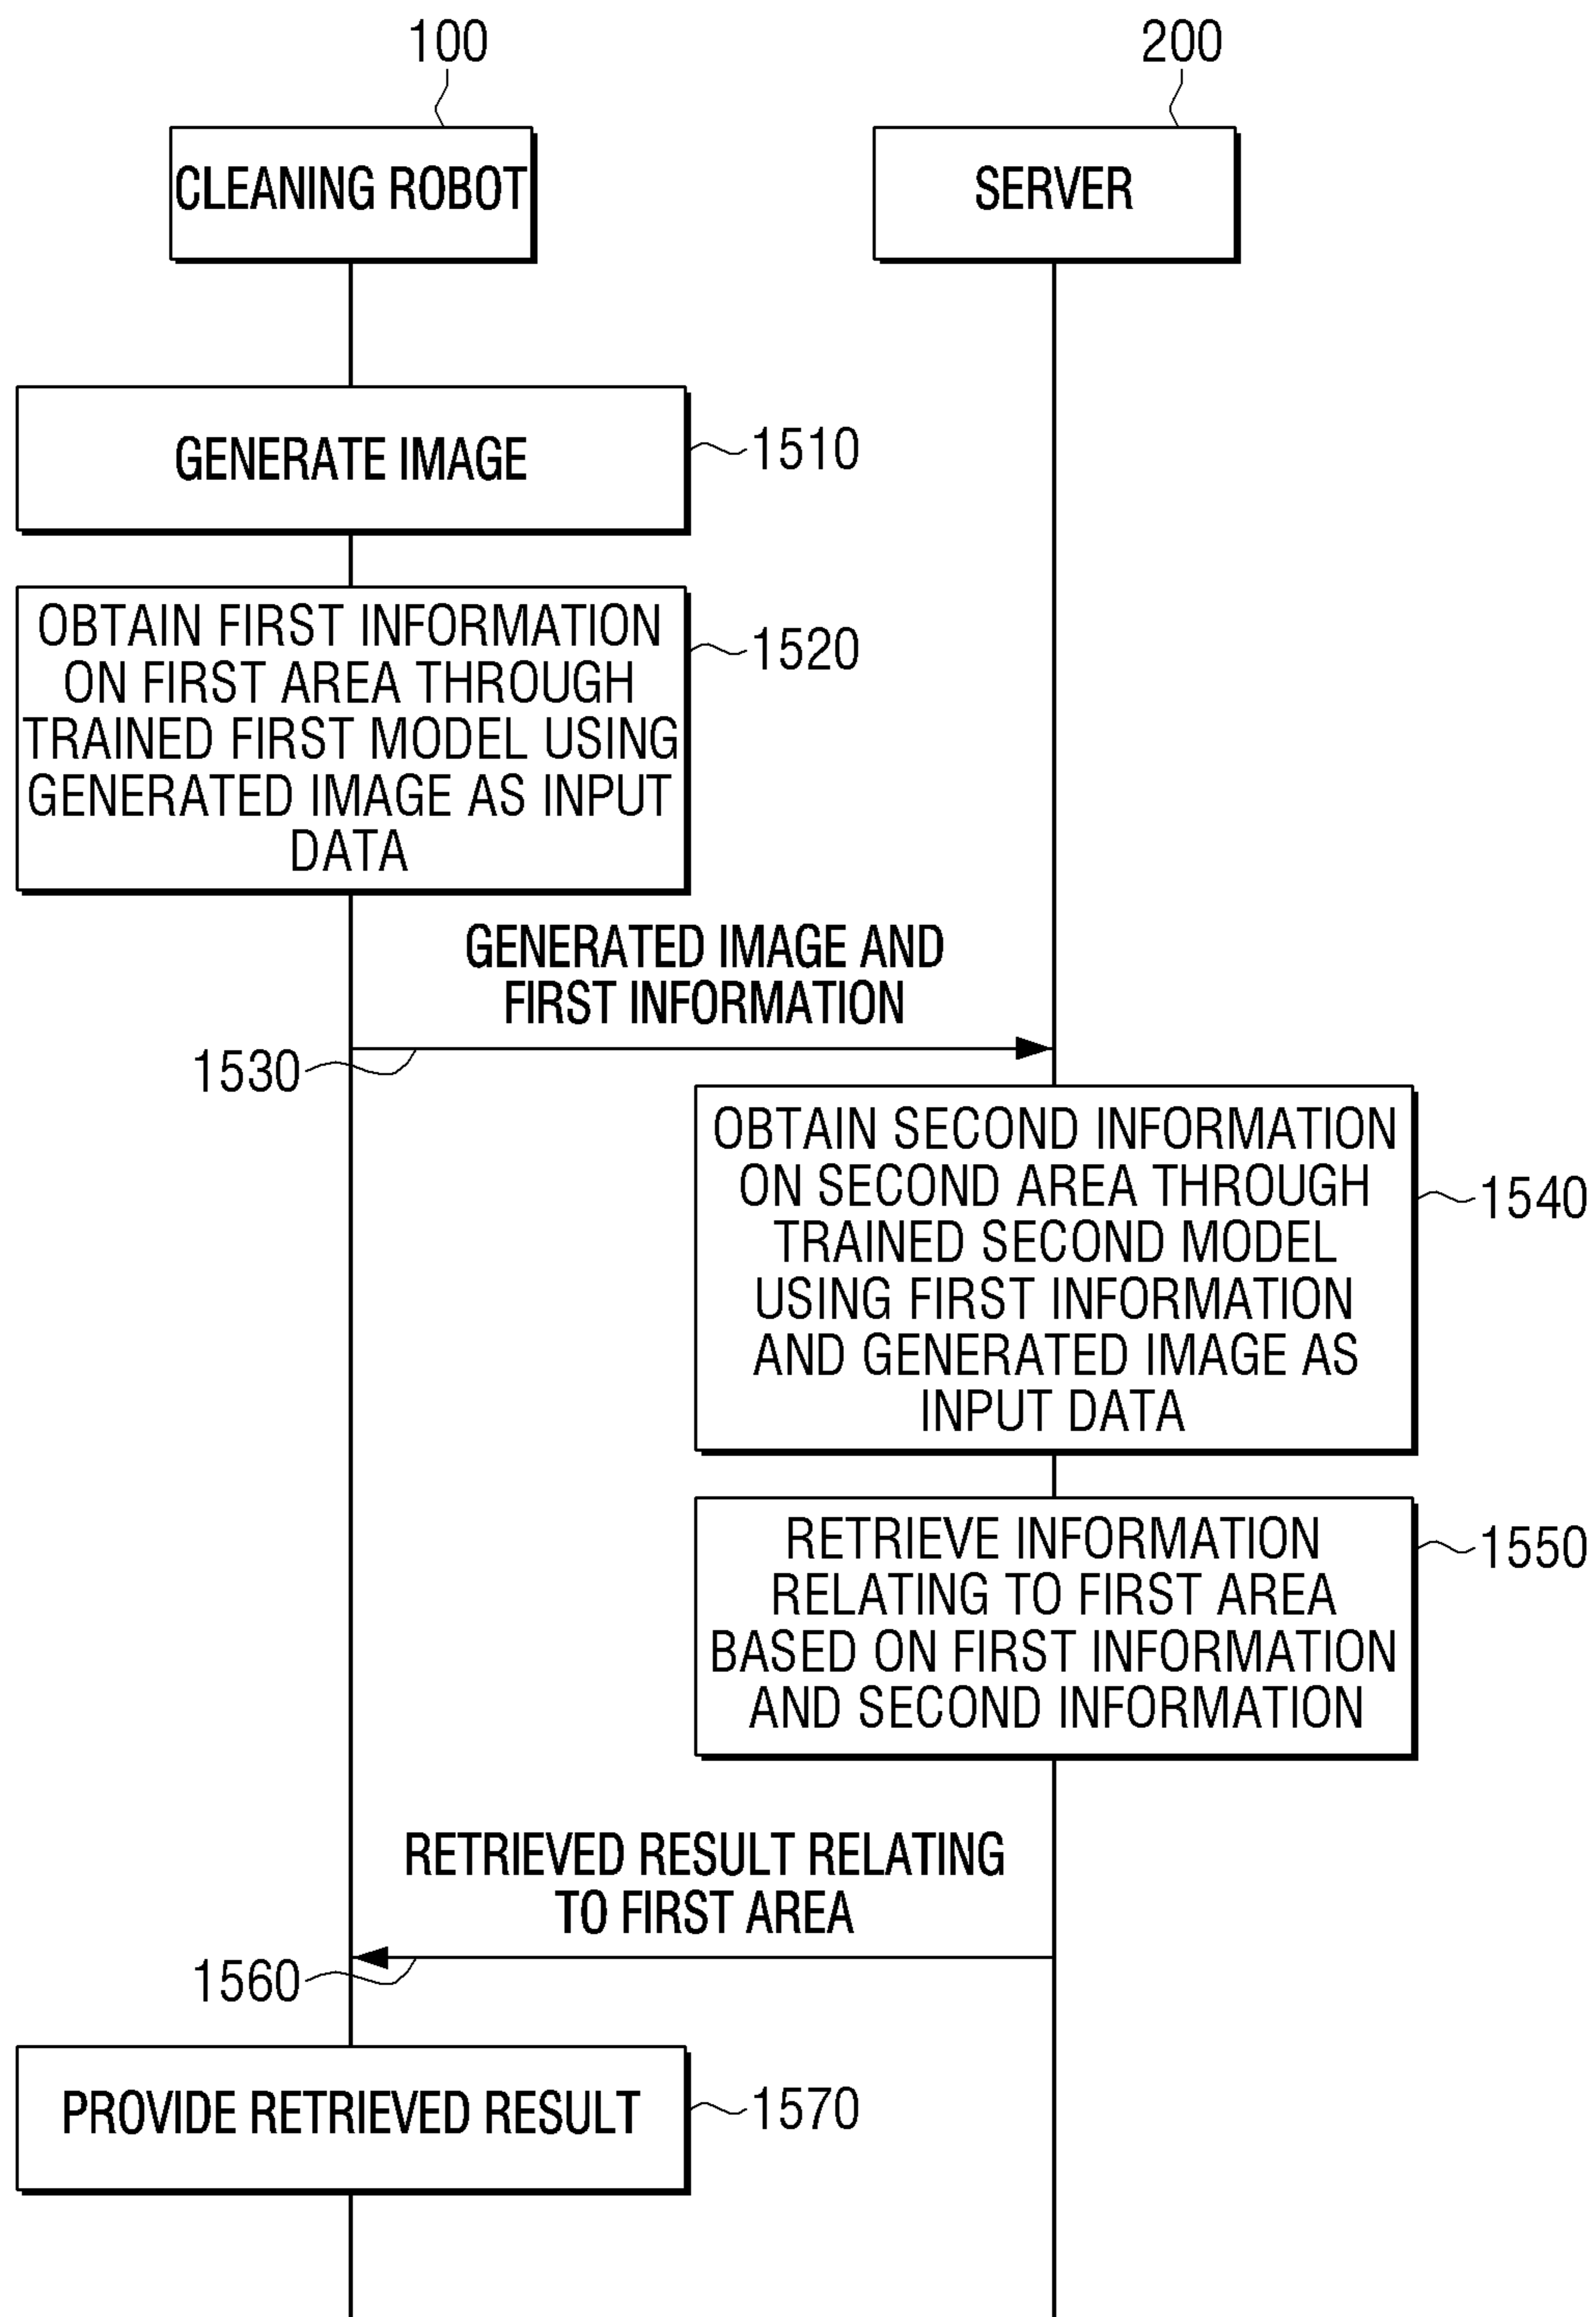 100
200
CLEANING ROBOT
SERVER
GENERATE IMAGE
1510
OBTAIN FIRST INFORMATION
ON FIRST AREA THROUGH
TRAINED FIRST MODEL USING
GENERATED IMAGE AS INPUT
DATA
1520
GENERATED IMAGE AND
FIRST INFORMATION
1530
OBTAIN SECOND INFORMATION
ON SECOND AREA THROUGH
TRAINED SECOND MODEL
USING FIRST INFORMATION
AND GENERATED IMAGE AS
INPUT DATA
1540
RETRIEVE INFORMATION
RELATING TO FIRST AREA
BASED ON FIRST INFORMATION
AND SECOND INFORMATION
1550
RETRIEVED RESULT RELATING
TO FIRST AREA
1560
PROVIDE RETRIEVED RESULT
1570